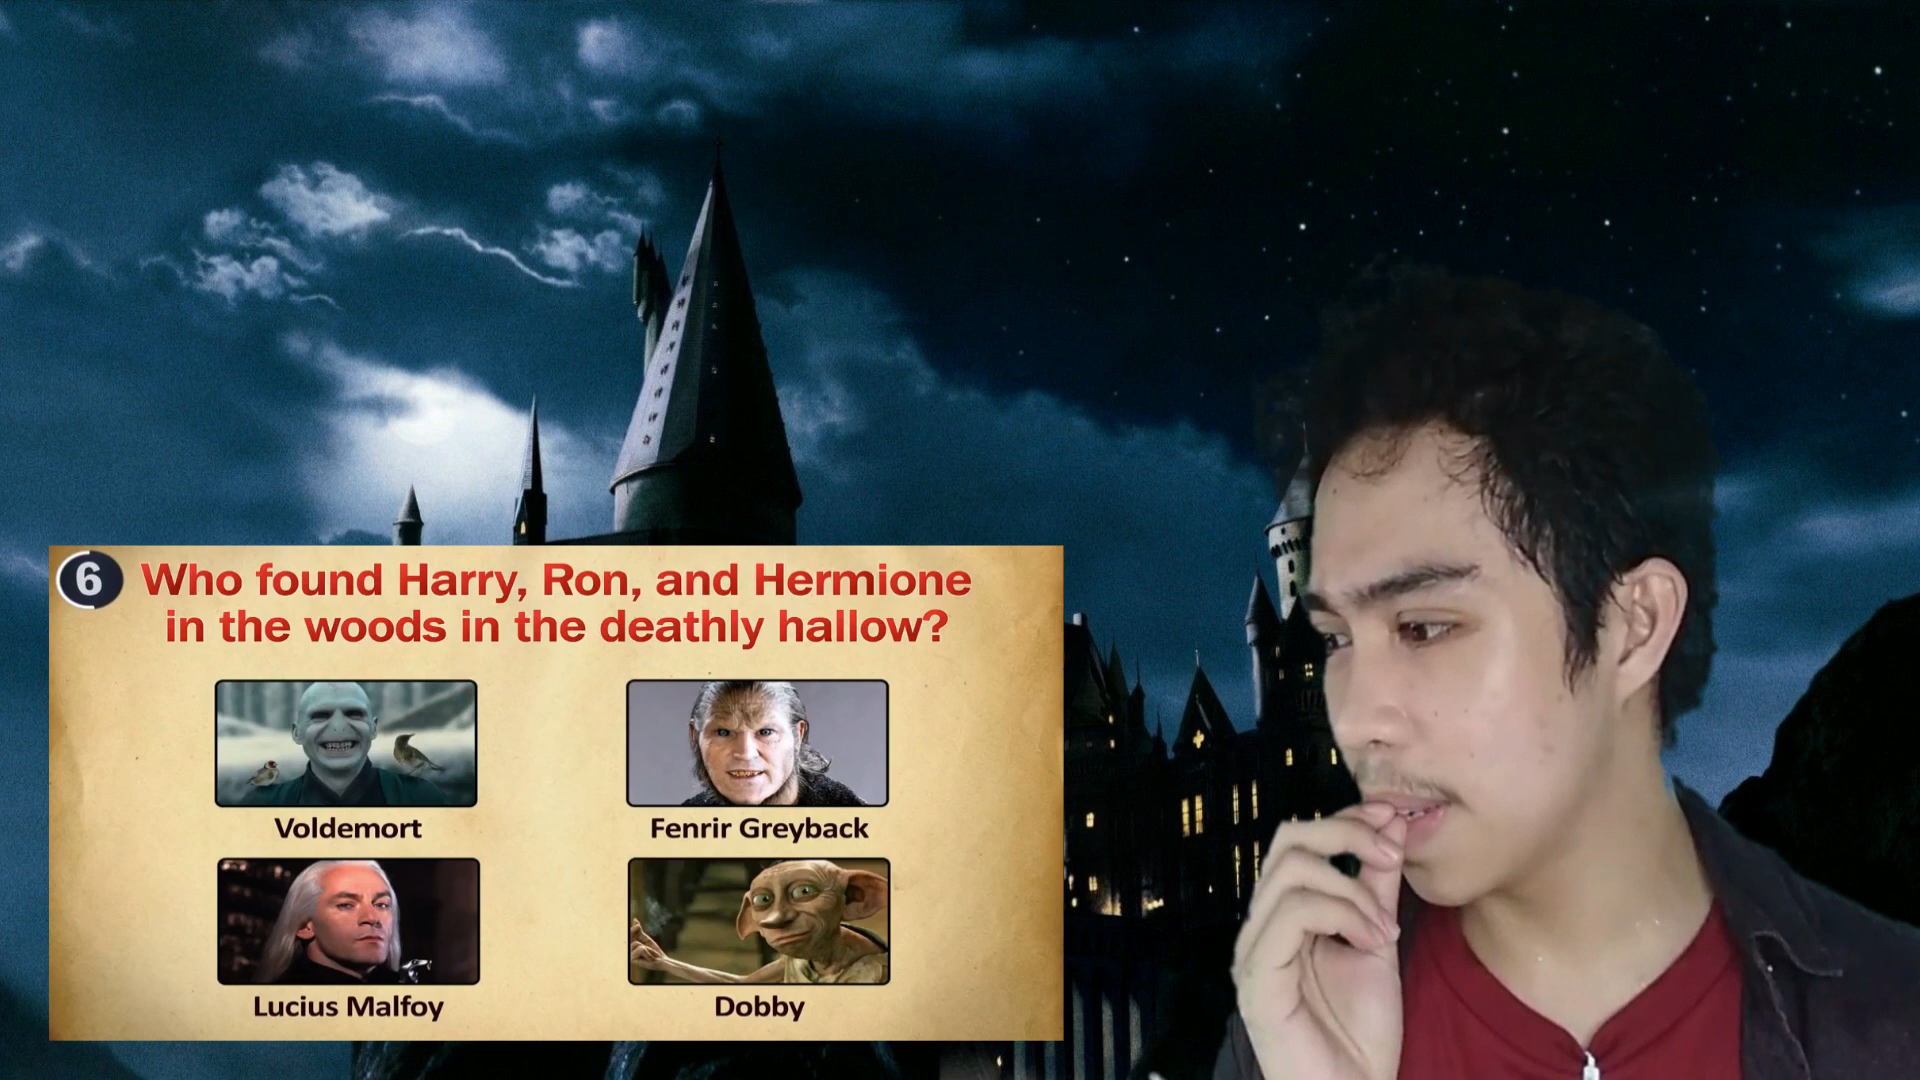 6
Who found Harry, Ron, and Hermione
in the woods in the deathly hallow?
Voldemort
Fenrir Greyback
Lucius Malfoy
Dobby